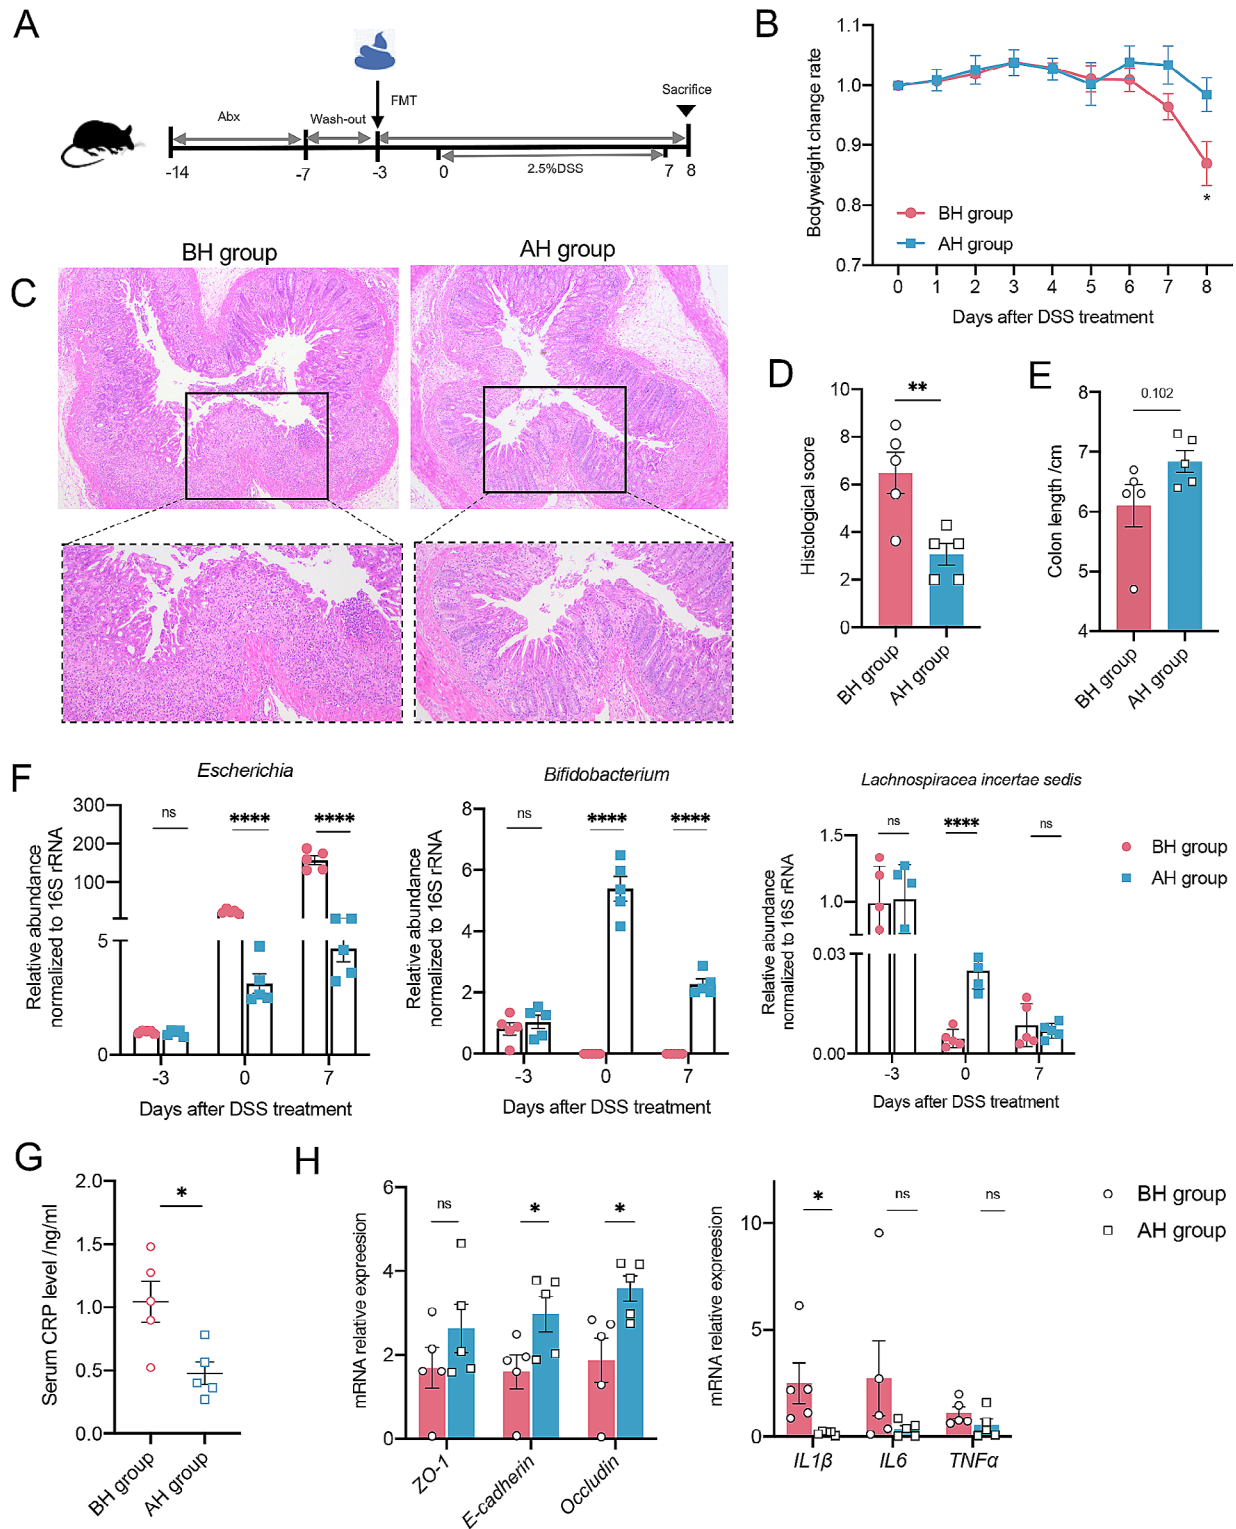 A
FMT
Sacrifice
Abx
Wash-out
-14
-7
-3
0
2.5%DSS
7
8
B
Bodyweight change rate
1.1
1.0
0.9
0.8
0.7
BH group
AH group
*
0 1 2 3 4 5 6 7 8
Days after DSS treatment
C
BH group
AH group
D
Histological score
10
8
6
4
2
0
**
BH group
AH group
E
Colon length /cm
8
7
6
5
4
0.102
BH group
AH group
F
Escherichia
Relative abundance
normalized to 16S rRNA
300
200
100
5
0
ns
****
****
-3 0 7
Days after DSS treatment
Bifidobacterium
Relative abundance
normalized to 16S rRNA
8
6
4
2
0
ns
****
****
-3 0 7
Days after DSS treatment
Lachnospiracea incertae sedis
Relative abundance
normalized to 16S rRNA
1.5
1.0
0.03
0.00
ns
****
ns
-3 0 7
Days after DSS treatment
BH group
AH group
G
Serum CRP level /ng/ml
2.0
1.5
1.0
0.5
0.0
*
BH group
AH group
H
mRNA relative expreesion
6
4
2
0
ns
*
*
ZO-1
E-cadherin
Occludin
mRNA relative expreesion
10
5
0
*
ns
ns
IL1β
IL6
TNFα
BH group
AH group